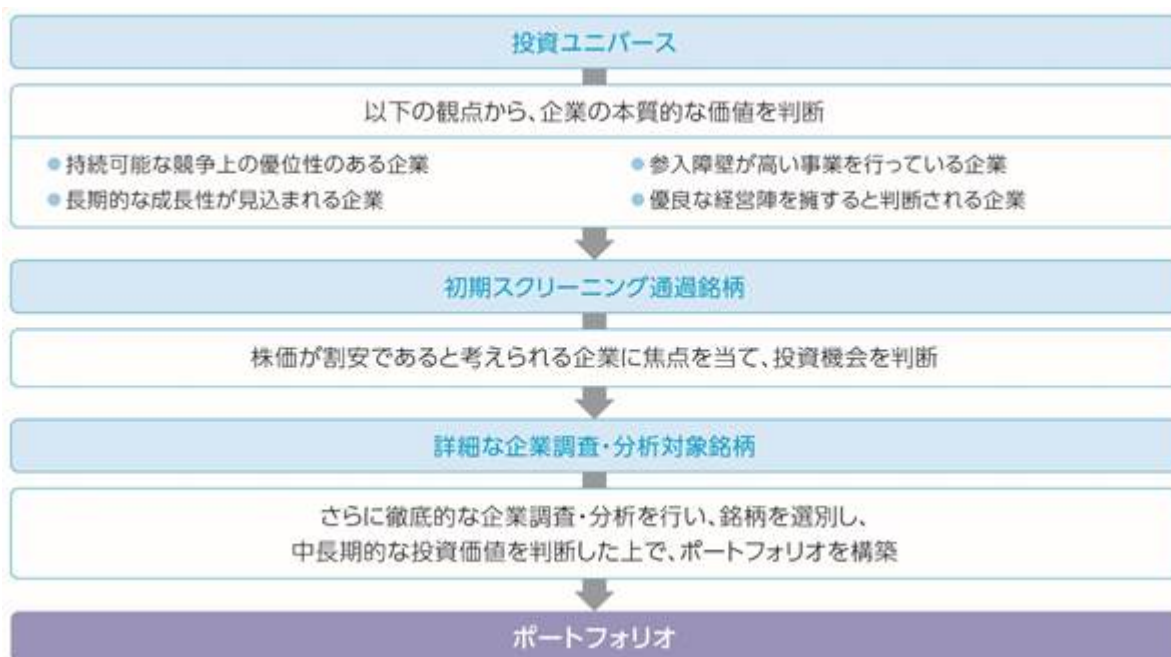 投資ユニバース
以下の観点から、企業の本質的な価値を判断
●持続可能な競争上の優位性のある企業
●参入障壁が高い事業を行っている企業
●長期的な成長性が見込まれる企業
●優良な経営陣を擁すると判断される企業
初期スクリーニング通過銘柄
株価が割安であると考えられる企業に焦点を当て、投資機会を判断
詳細な企業調査・分析対象銘柄
さらに徹底的な企業調査・分析を行い、銘柄を選別し、
中長期的な投資価値を判断した上で、ポートフォリオを構築
ポートフォリオ